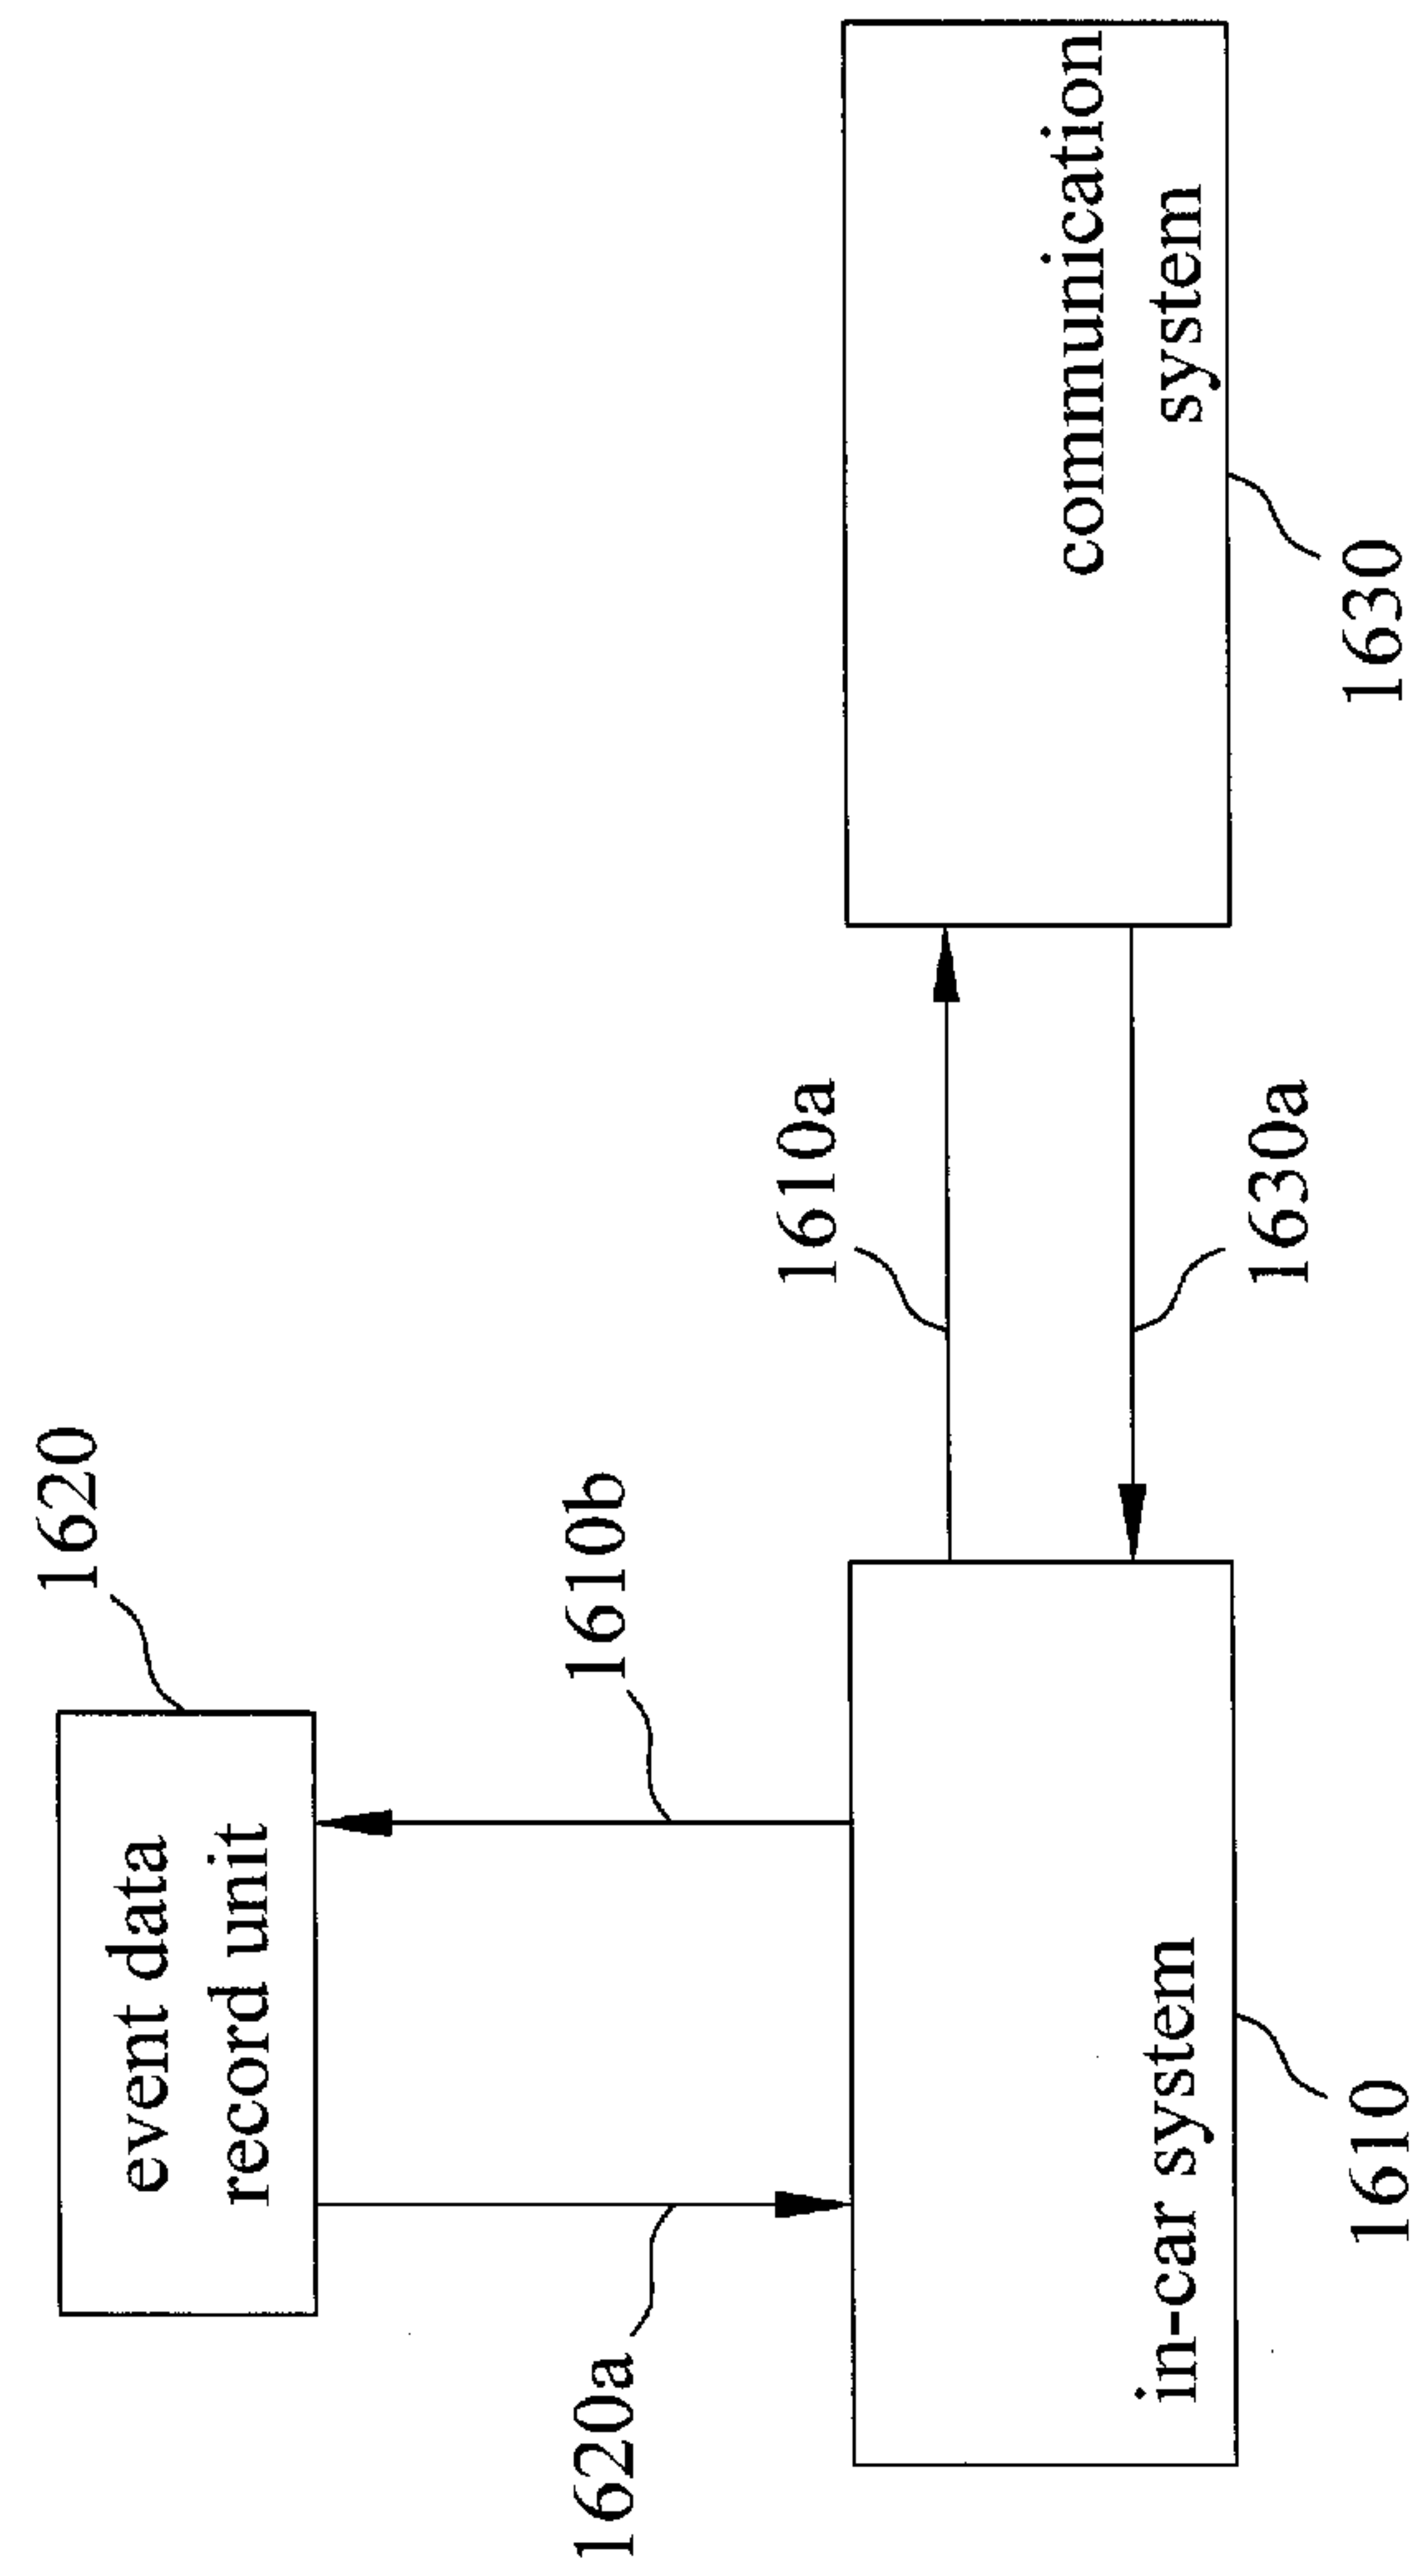 1620
event data
record unit
1620a
1610b
1610a
1630a
in-car system
communication
system
1610
1630